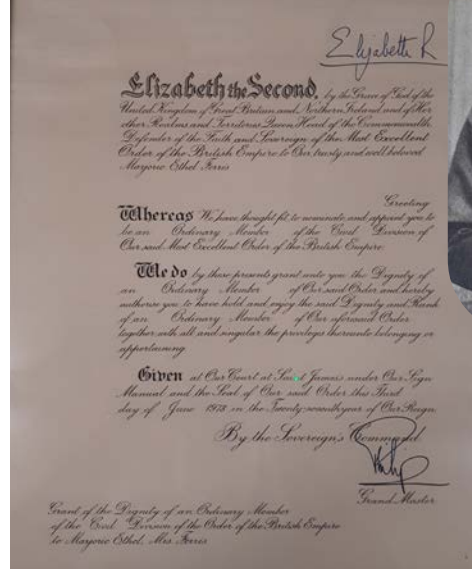 Elizabeth R
Elizabeth the Second, by the Grace of God of the
United Kingdom of Great Britain and Northern Ireland and of Her
other Realms and Territories Queen, Head of the Commonwealth,
Defender of the Faith and Sovereign of the Most Excellent
Order of the British Empire to Our trusty and well beloved
Marjorie Ethel Ferris
Greeting
Whereas We have thought fit to nominate and appoint you to
be an Ordinary Member of the Civil Division of
Our said Most Excellent Order of the British Empire
We do by these presents grant unto you the Dignity of
an Ordinary Member of Our said Order and hereby
authorise you to have hold and enjoy the said Dignity and Rank
of an Ordinary Member of Our aforesaid Order
together with all and singular the privileges thereunto belonging or
appertaining
Given at Our Court at Saint James's under Our Sign
Manual and the Seal of Our said Order this Third
day of June 1978 in the Twenty-seventh year of Our Reign
By the Sovereign's Command
Philip
Grand Master
Grant of the Dignity of an Ordinary Member
of the Civil Division of the Order of the British Empire
to Marjorie Ethel, Mrs Ferris